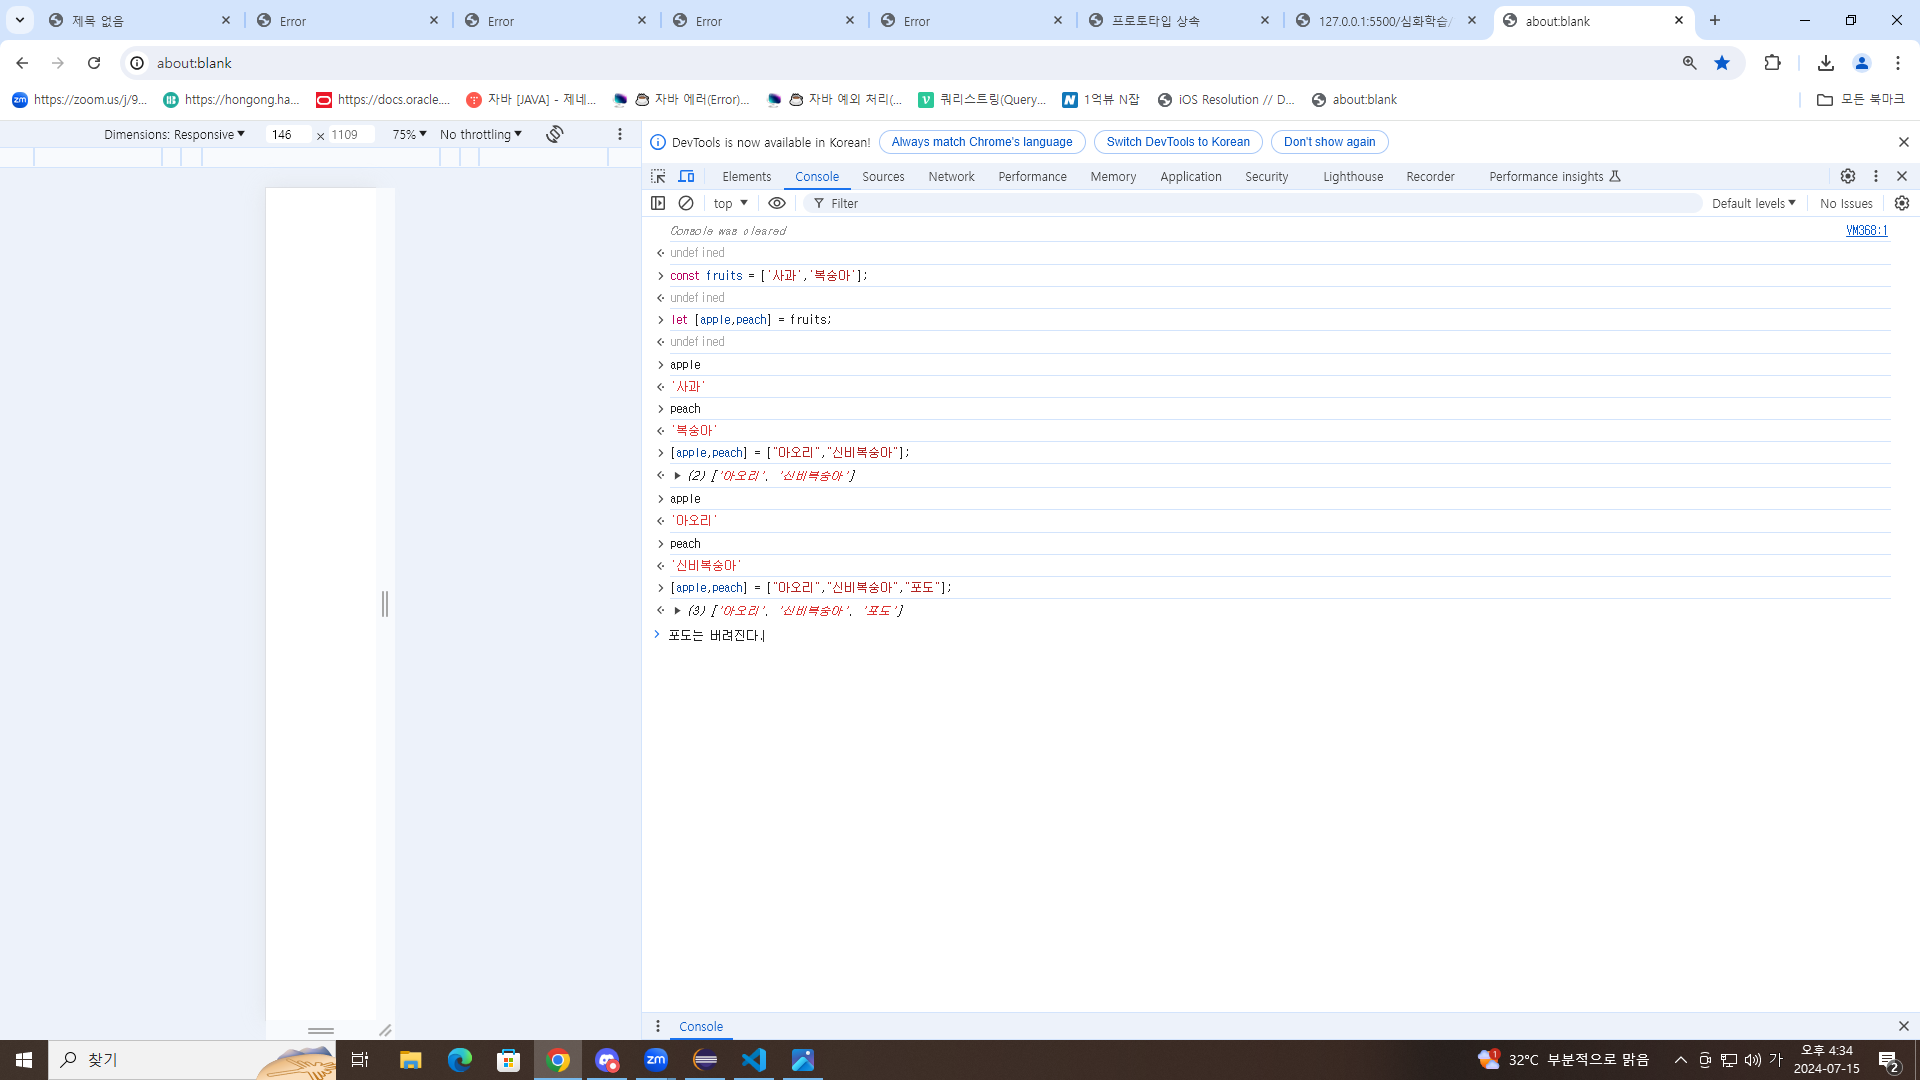 제목 없음
Error
Error
Error
Error
프로토타입 상속
127.0.0.1:5500/심화학습/
about:blank
about:blank
https://zoom.us/j/9...
https://hongong.ha...
https://docs.oracle....
자바 [JAVA] - 제네...
자바 에러(Error)...
자바 예외 처리(...
쿼리스트링(Query...
1억뷰 N잡
iOS Resolution // D...
about:blank
모든 북마크
Dimensions: Responsive
146 × 1109
75%
No throttling
DevTools is now available in Korean!
Always match Chrome's language
Switch DevTools to Korean
Don't show again
Elements
Console
Sources
Network
Performance
Memory
Application
Security
Lighthouse
Recorder
Performance insights
top
Filter
Default levels
No Issues
Console was cleared
VM368:1
undefined
const fruits = ['사과','복숭아'];
undefined
let [apple,peach] = fruits;
undefined
apple
'사과'
peach
'복숭아'
[apple,peach] = ["아오리","신비복숭아"];
(2) ['아오리', '신비복숭아']
apple
'아오리'
peach
'신비복숭아'
[apple,peach] = ["아오리","신비복숭아","포도"];
(3) ['아오리', '신비복숭아', '포도']
포도는 버려진다.
Console
찾기
32°C 부분적으로 맑음
가
오후 4:34
2024-07-15
2